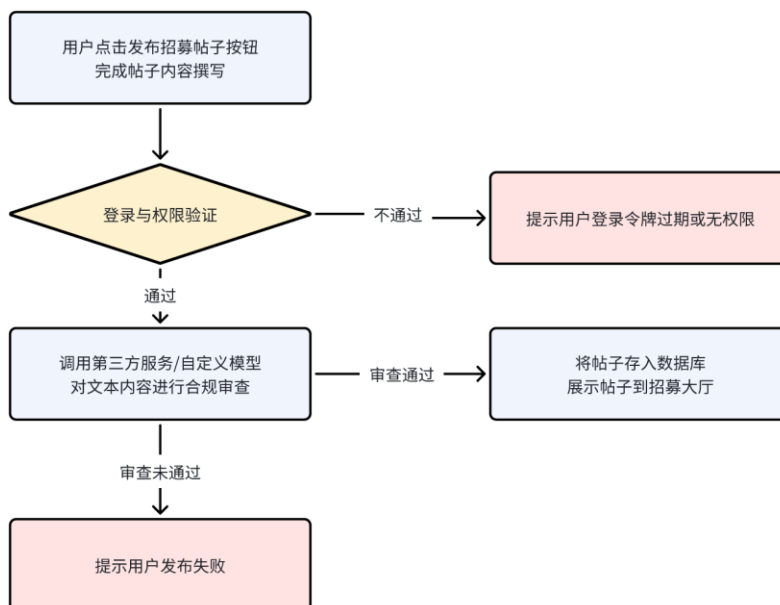 用户点击发布招募帖子按钮
完成帖子内容撰写
登录与权限验证
不通过
提示用户登录令牌过期或无权限
通过
调用第三方服务/自定义模型
对文本内容进行合规审查
审查通过
将帖子存入数据库
展示帖子到招募大厅
审查未通过
提示用户发布失败